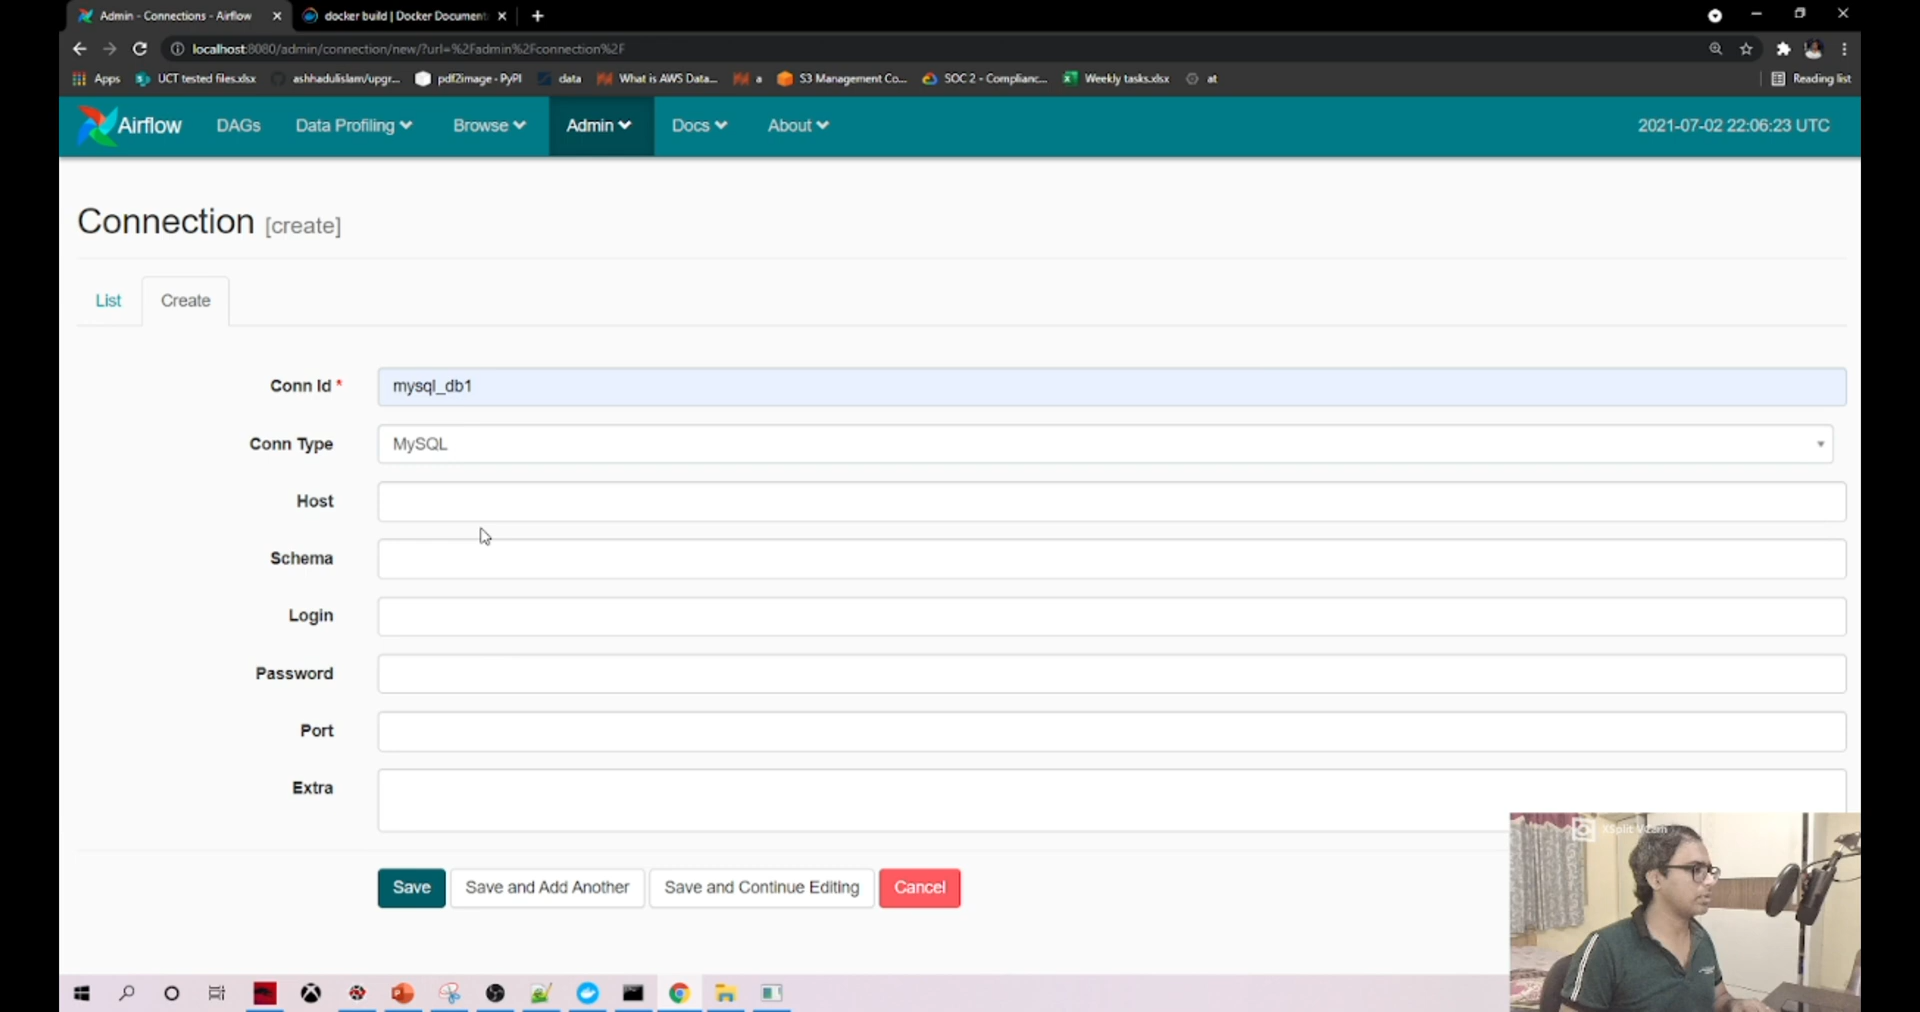 Admin - Connections - Airflow
docker build | Docker Document
localhost:8080/admin/connection/new/?url=%2Fadmin%2Fconnection%2F
Apps UCT tested files.xlsx ashhadulislam/upgr... pdf2image · PyPI data What is AWS Data... a S3 Management Co... SOC 2 - Complianc... Weekly tasks.xlsx at Reading list
Airflow DAGs Data Profiling Browse Admin Docs About 2021-07-02 22:06:23 UTC
Connection [create]
List Create
Conn Id * mysql_db1
Conn Type MySQL
Host
Schema
Login
Password
Port
Extra
XSplit VCam
Save Save and Add Another Save and Continue Editing Cancel